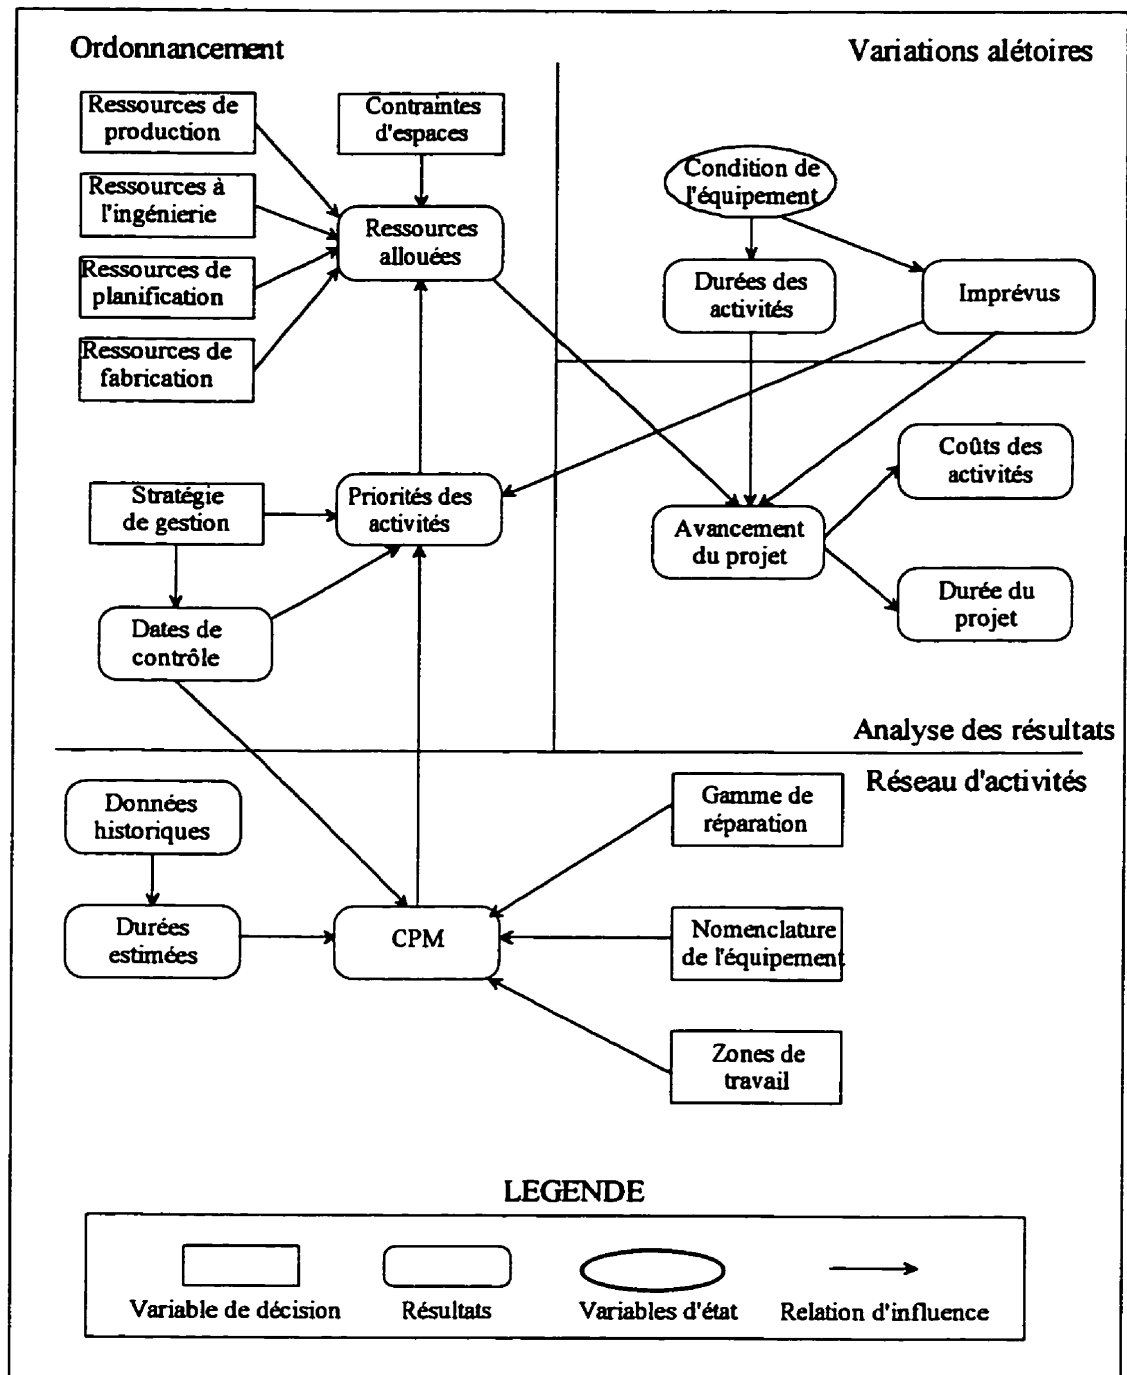 Ordonnancement
Variations alétoires
Ressources de
production
Contraintes
d'espaces
Condition de
l'équipement
Ressources à
l'ingénierie
Ressources
allouées
Ressources de
planification
Durées des
activités
Imprévus
Ressources de
fabrication
Coûts des
activités
Stratégie
de gestion
Priorités des
activités
Avancement
du projet
Durée du
projet
Dates de
contrôle
Analyse des résultats
Réseau d'activités
Données
historiques
Gamme de
réparation
Durées
estimées
CPM
Nomenclature
de l'équipement
Zones de
travail
LEGENDE
Variable de décision
Résultats
Variables d'état
Relation d'influence